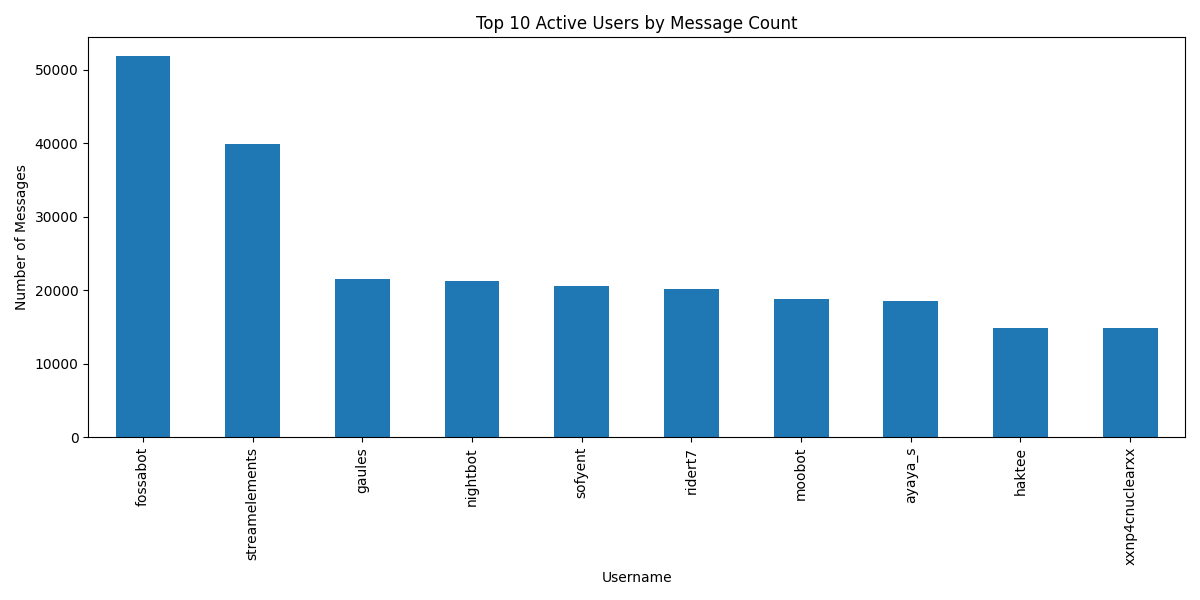 Top 10 Active Users by Message Count
Number of Messages
50000
40000
30000
20000
10000
0
fossabot
streamelements
gaules
nightbot
sofyent
ridert7
moobot
ayaya_s
haktee
xxnp4cnuclearxx
Username